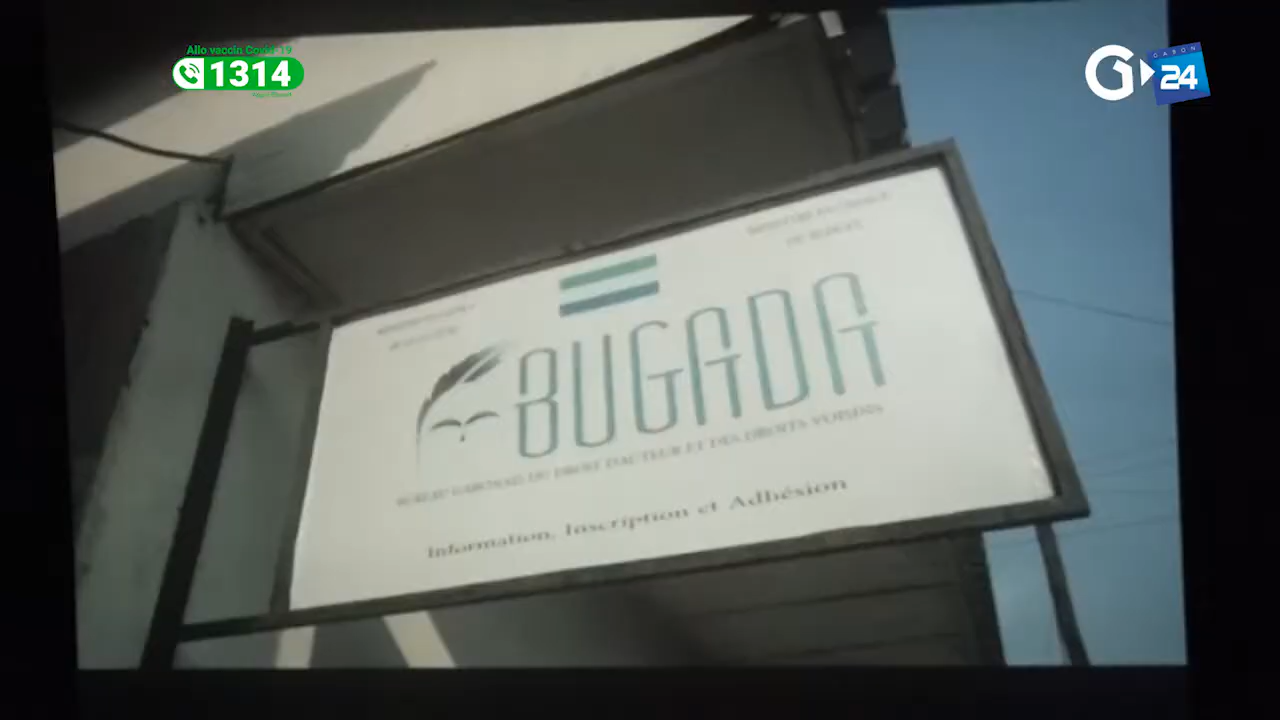 Allo vaccin Covid-19
1314
G
GABON
24
BUGADA
BUREAU GABONAIS DU DROIT D'AUTEUR ET DES DROITS VOISINS
Information, Inscription et Adhésion